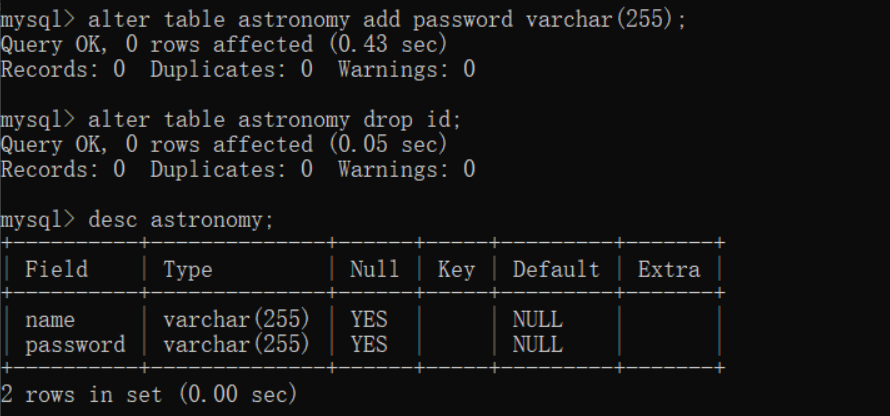 mysql> alter table astronomy add password varchar(255);
Query OK, 0 rows affected (0.43 sec)
Records: 0  Duplicates: 0  Warnings: 0

mysql> alter table astronomy drop id;
Query OK, 0 rows affected (0.05 sec)
Records: 0  Duplicates: 0  Warnings: 0

mysql> desc astronomy;
+----------+--------------+------+-----+---------+-------+
| Field    | Type         | Null | Key | Default | Extra |
+----------+--------------+------+-----+---------+-------+
| name     | varchar(255) | YES  |     | NULL    |       |
| password | varchar(255) | YES  |     | NULL    |       |
+----------+--------------+------+-----+---------+-------+
2 rows in set (0.00 sec)